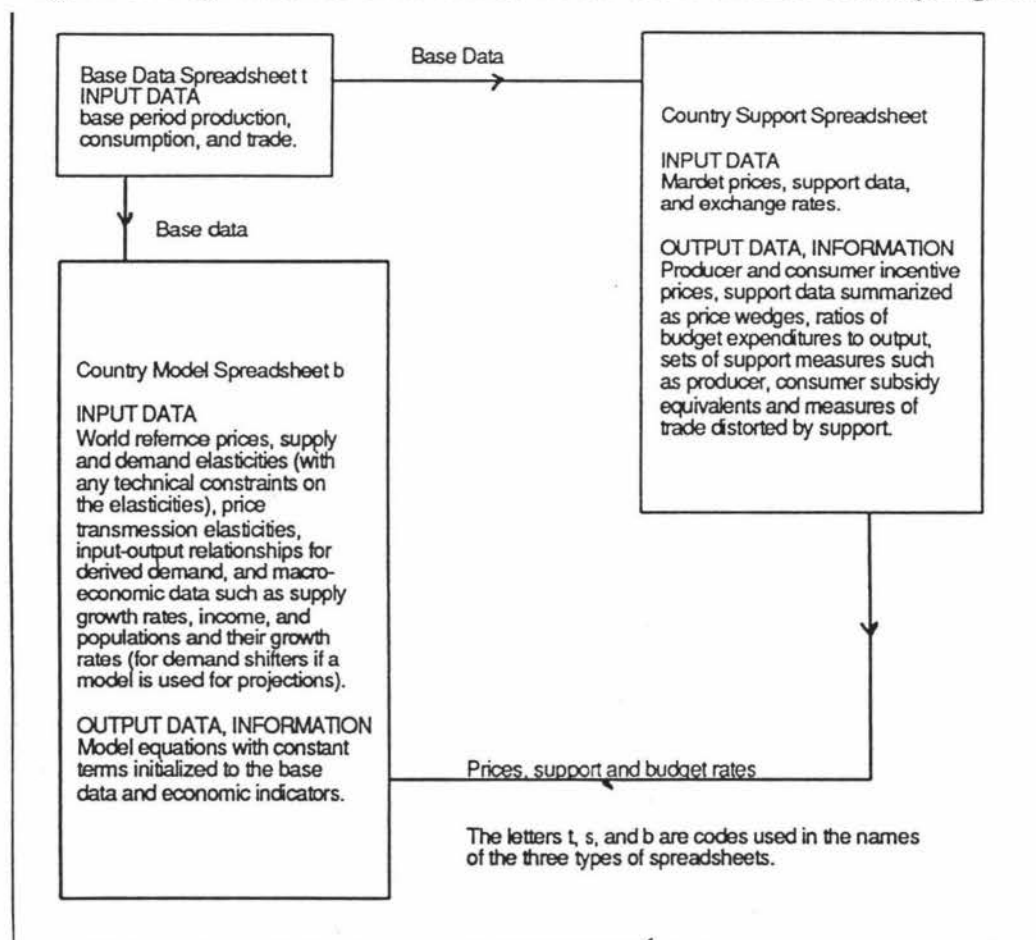 Base Data Spreadsheet t
INPUT DATA
base period production,
consumption, and trade.
Base Data
Country Support Spreadsheet
INPUT DATA
Mardet prices, support data,
and exchange rates.
OUTPUT DATA, INFORMATION
Producer and consumer incentive
prices, support data summarized
as price wedges, ratios of
budget expenditures to output,
sets of support measures such
as producer, consumer subsidy
equivalents and measures of
trade distorted by support.
Base data
Country Model Spreadsheet b
INPUT DATA
World refernce prices, supply
and demand elasticities (with
any technical constraints on
the elasticities), price
transmession elasticities,
input-output relationships for
derived demand, and macro-
economic data such as supply
growth rates, income, and
populations and their growth
rates (for demand shifters if a
model is used for projections).
OUTPUT DATA, INFORMATION
Model equations with constant
terms initialized to the base
data and economic indicators.
Prices, support and budget rates
The letters t, s, and b are codes used in the names
of the three types of spreadsheets.